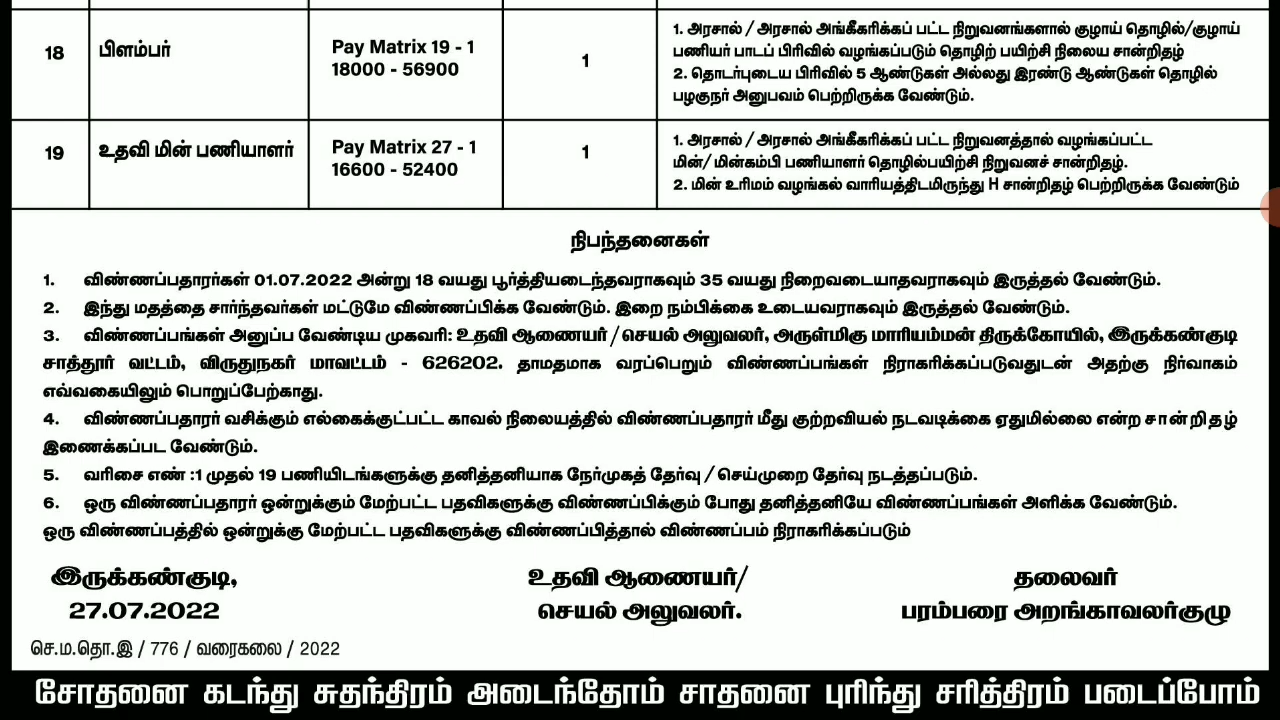 18
பிளம்பர்
Pay Matrix 19 - 1
18000 - 56900
1
1. அரசால் / அரசால் அங்கீகரிக்கப் பட்ட நிறுவனங்களால் குழாய் தொழில்/குழாய்
பணியர் பாடப் பிரிவில் வழங்கப்படும் தொழிற் பயிற்சி நிலைய சான்றிதழ்
2. தொடர்புடைய பிரிவில் 5 ஆண்டுகள் அல்லது இரண்டு ஆண்டுகள் தொழில்
பழகுநர் அனுபவம் பெற்றிருக்க வேண்டும்.
19
உதவி மின் பணியாளர்
Pay Matrix 27 - 1
16600 - 52400
1
1. அரசால் / அரசால் அங்கீகரிக்கப் பட்ட நிறுவனத்தால் வழங்கப்பட்ட
மின்/ மின்கம்பி பணியாளர் தொழில்பயிற்சி நிறுவனச் சான்றிதழ்.
2. மின் உரிமம் வழங்கல் வாரியத்திடமிருந்து H சான்றிதழ் பெற்றிருக்க வேண்டும்
நிபந்தனைகள்
1. விண்ணப்பதாரர்கள் 01.07.2022 அன்று 18 வயது பூர்த்தியடைந்தவராகவும் 35 வயது நிறைவடையாதவராகவும் இருத்தல் வேண்டும்.
2. இந்து மதத்தை சார்ந்தவர்கள் மட்டுமே விண்ணப்பிக்க வேண்டும். இறை நம்பிக்கை உடையவராகவும் இருத்தல் வேண்டும்.
3. விண்ணப்பங்கள் அனுப்ப வேண்டிய முகவரி: உதவி ஆணையர் / செயல் அலுவலர், அருள்மிகு மாரியம்மன் திருக்கோயில், இருக்கண்குடி
சாத்தூர் வட்டம், விருதுநகர் மாவட்டம் - 626202. தாமதமாக வரப்பெறும் விண்ணப்பங்கள் நிராகரிக்கப்படுவதுடன் அதற்கு நிர்வாகம்
எவ்வகையிலும் பொறுப்பேற்காது.
4. விண்ணப்பதாரர் வசிக்கும் எல்கைக்குட்பட்ட காவல் நிலையத்தில் விண்ணப்பதாரர் மீது குற்றவியல் நடவடிக்கை ஏதுமில்லை என்ற சான்றிதழ்
இணைக்கப்பட வேண்டும்.
5. வரிசை எண் :1 முதல் 19 பணியிடங்களுக்கு தனித்தனியாக நேர்முகத் தேர்வு / செய்முறை தேர்வு நடத்தப்படும்.
6. ஒரு விண்ணப்பதாரர் ஒன்றுக்கும் மேற்பட்ட பதவிகளுக்கு விண்ணப்பிக்கும் போது தனித்தனியே விண்ணப்பங்கள் அளிக்க வேண்டும்.
ஒரு விண்ணப்பத்தில் ஒன்றுக்கு மேற்பட்ட பதவிகளுக்கு விண்ணப்பித்தால் விண்ணப்பம் நிராகரிக்கப்படும்
இருக்கண்குடி,
27.07.2022
உதவி ஆணையர்/
செயல் அலுவலர்.
தலைவர்
பரம்பரை அறங்காவலர்குழு
செ.ம.தொ.இ / 776 / வரைகலை / 2022
சோதனை கடந்து சுதந்திரம் அடைந்தோம் சாதனை புரிந்து சரித்திரம் படைப்போம்